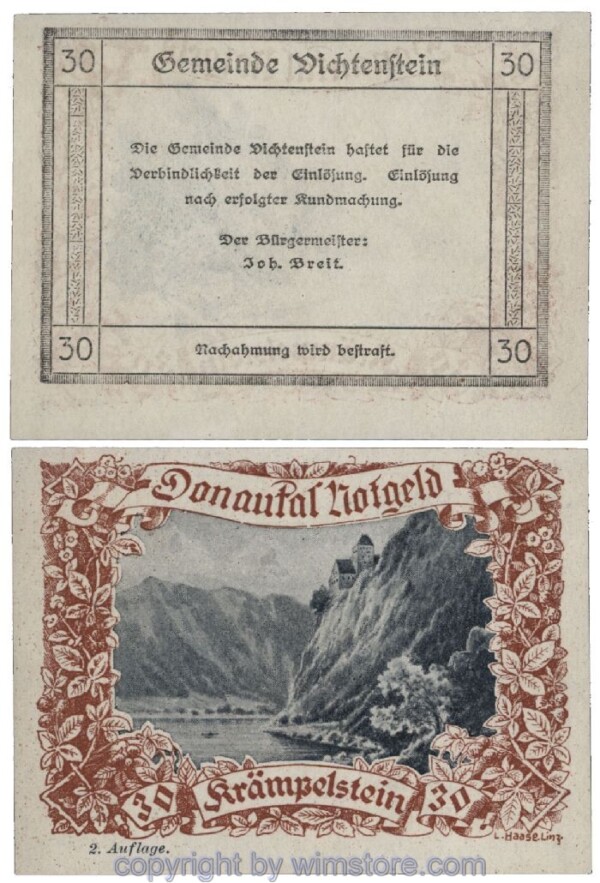 30 Gemeinde Vichtenstein 30
Die Gemeinde Vichtenstein haftet für die
Verbindlichkeit der Einlösung. Einlösung
nach erfolgter Kundmachung.
Der Bürgermeister:
Joh. Breit.
30 Nachahmung wird bestraft. 30
Donautal Notgeld
30 Krämpelstein 30
L. Haase. Linz.
2. Auflage.
copyright by wimstore.com